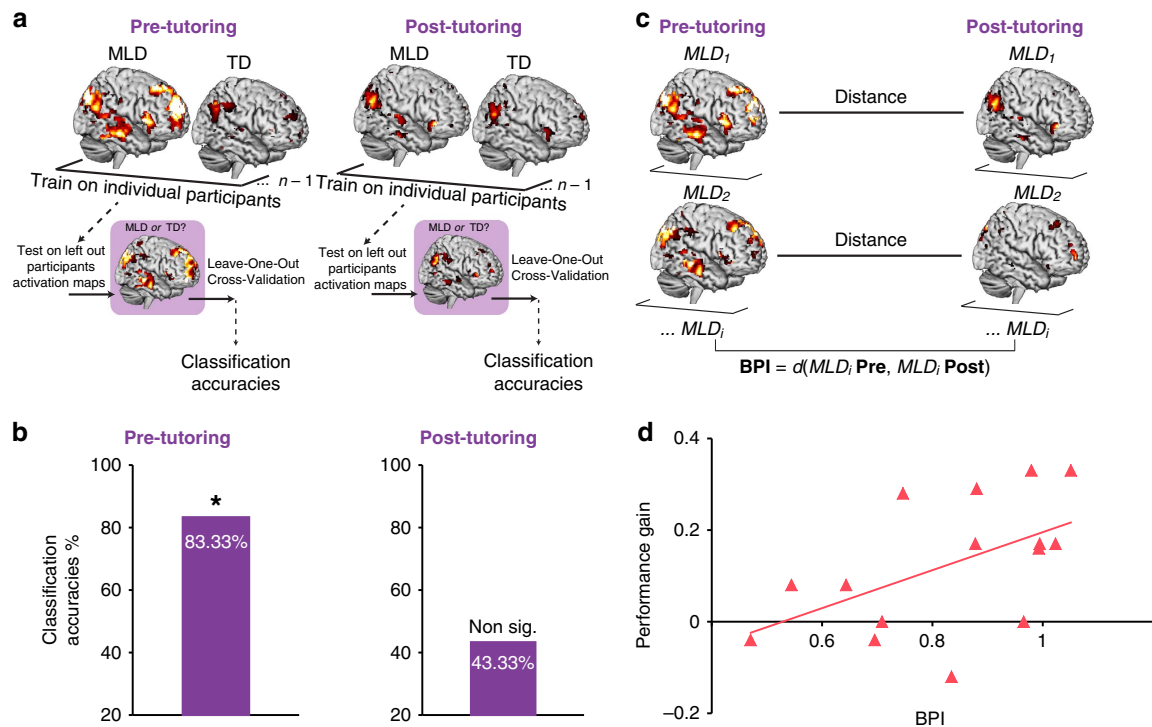 a
Pre-tutoring
MLD
TD
... n – 1
Train on individual participants
Test on left out
participants
activation maps
MLD or TD?
Leave-One-Out
Cross-Validation
Classification
accuracies
Post-tutoring
MLD
TD
... n – 1
Train on individual participants
Test on left out
participants
activation maps
MLD or TD?
Leave-One-Out
Cross-Validation
Classification
accuracies
b
Pre-tutoring
Classification
accuracies %
100
80
60
40
20
*
83.33%
Post-tutoring
100
80
60
40
20
Non sig.
43.33%
c
Pre-tutoring
Post-tutoring
MLD1
Distance
MLD1
MLD2
Distance
MLD2
... MLDi
... MLDi
BPI = d(MLDi Pre, MLDi Post)
d
Performance gain
0.4
0.2
0
–0.2
0.6
0.8
1
BPI